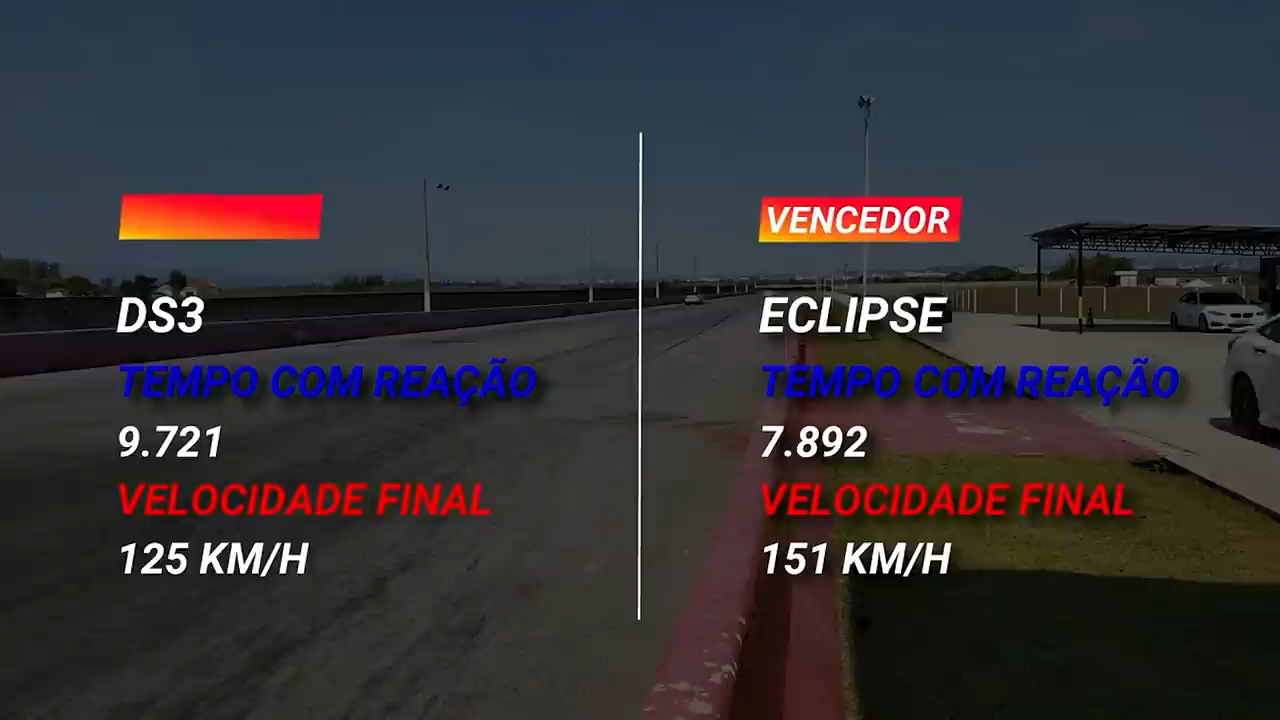 DS3
TEMPO COM REAÇÃO
9.721
VELOCIDADE FINAL
125 KM/H
VENCEDOR
ECLIPSE
TEMPO COM REAÇÃO
7.892
VELOCIDADE FINAL
151 KM/H